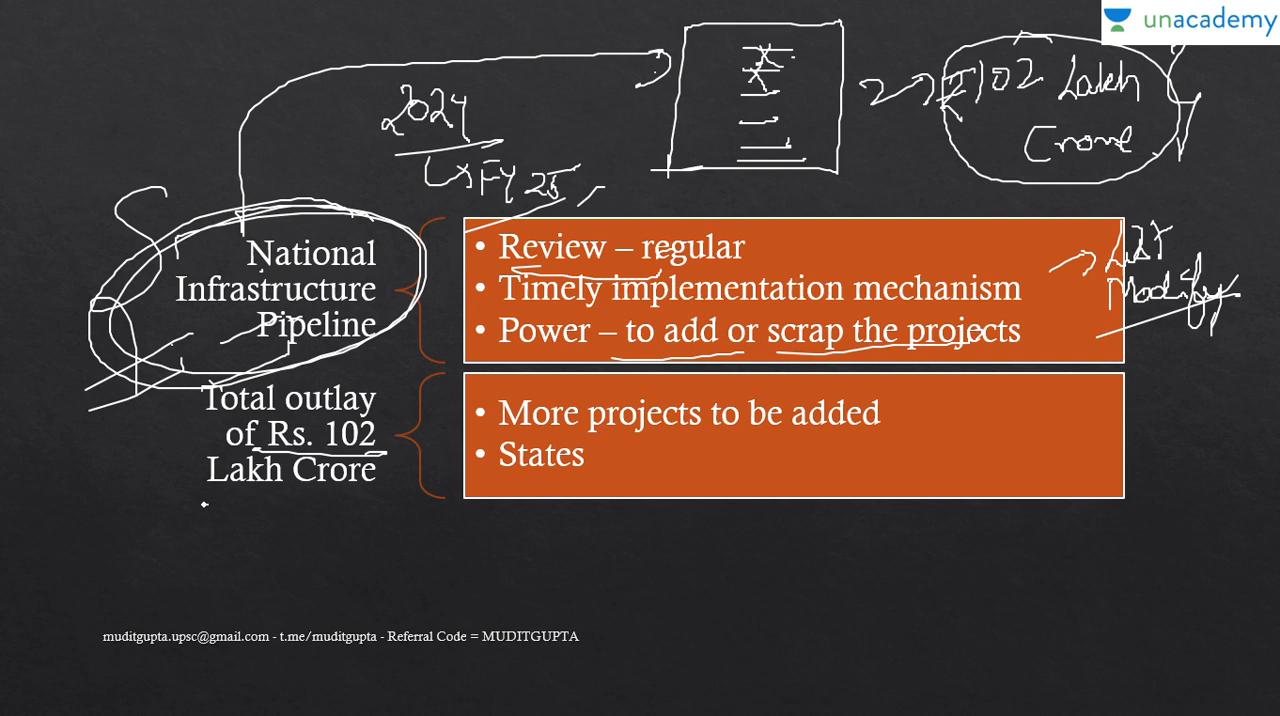 unacademy
2024
FY 25
₹102 Lakh
Crore
National
Infrastructure
Pipeline
• Review – regular
• Timely implementation mechanism
• Power – to add or scrap the projects
List
Modify
Total outlay
of Rs. 102
Lakh Crore
• More projects to be added
• States
muditgupta.upsc@gmail.com - t.me/muditgupta - Referral Code = MUDITGUPTA